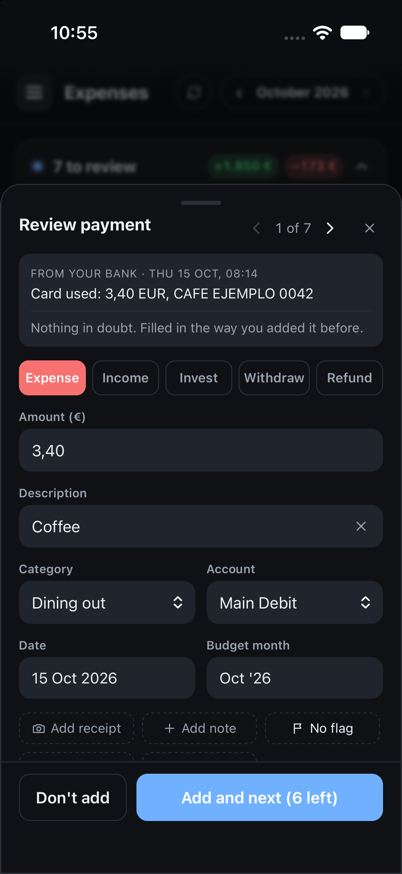 10:55
Expenses
October 2026
7 to review
+1.850 €
−173 €
Review payment
1 of 7
FROM YOUR BANK · THU 15 OCT, 08:14
Card used: 3,40 EUR, CAFE EJEMPLO 0042
Nothing in doubt. Filled in the way you added it before.
Expense
Income
Invest
Withdraw
Refund
Amount (€)
3,40
Description
Coffee
Category
Account
Dining out
Main Debit
Date
Budget month
15 Oct 2026
Oct '26
Add receipt
Add note
No flag
Don't add
Add and next (6 left)